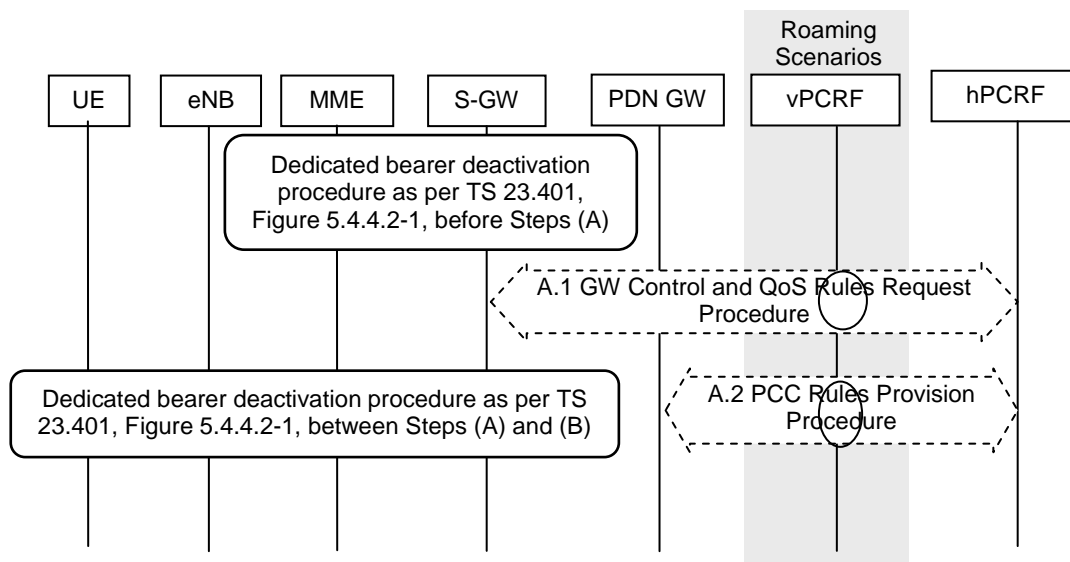 Roaming
Scenarios
UE
eNB
MME
S-GW
PDN GW
vPCRF
hPCRF
Dedicated bearer deactivation
procedure as per TS 23.401,
Figure 5.4.4.2-1, before Steps (A)
A.1 GW Control and QoS Rules Request
Procedure
Dedicated bearer deactivation procedure as per TS
23.401, Figure 5.4.4.2-1, between Steps (A) and (B)
A.2 PCC Rules Provision
Procedure